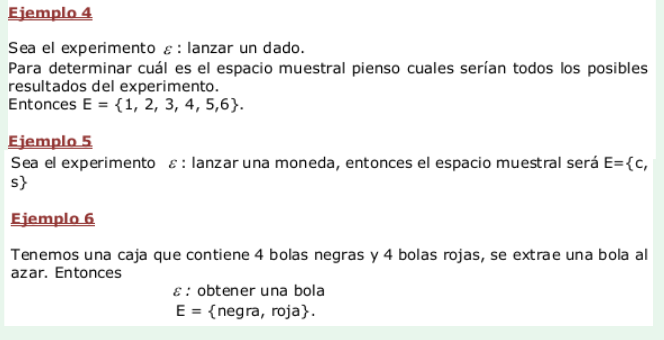 Ejemplo 4
Sea el experimento ε : lanzar un dado.
Para determinar cuál es el espacio muestral pienso cuales serían todos los posibles
resultados del experimento.
Entonces E = {1, 2, 3, 4, 5,6}.
Ejemplo 5
Sea el experimento ε : lanzar una moneda, entonces el espacio muestral será E={c,
s}
Ejemplo 6
Tenemos una caja que contiene 4 bolas negras y 4 bolas rojas, se extrae una bola al
azar. Entonces
ε : obtener una bola
E = {negra, roja}.